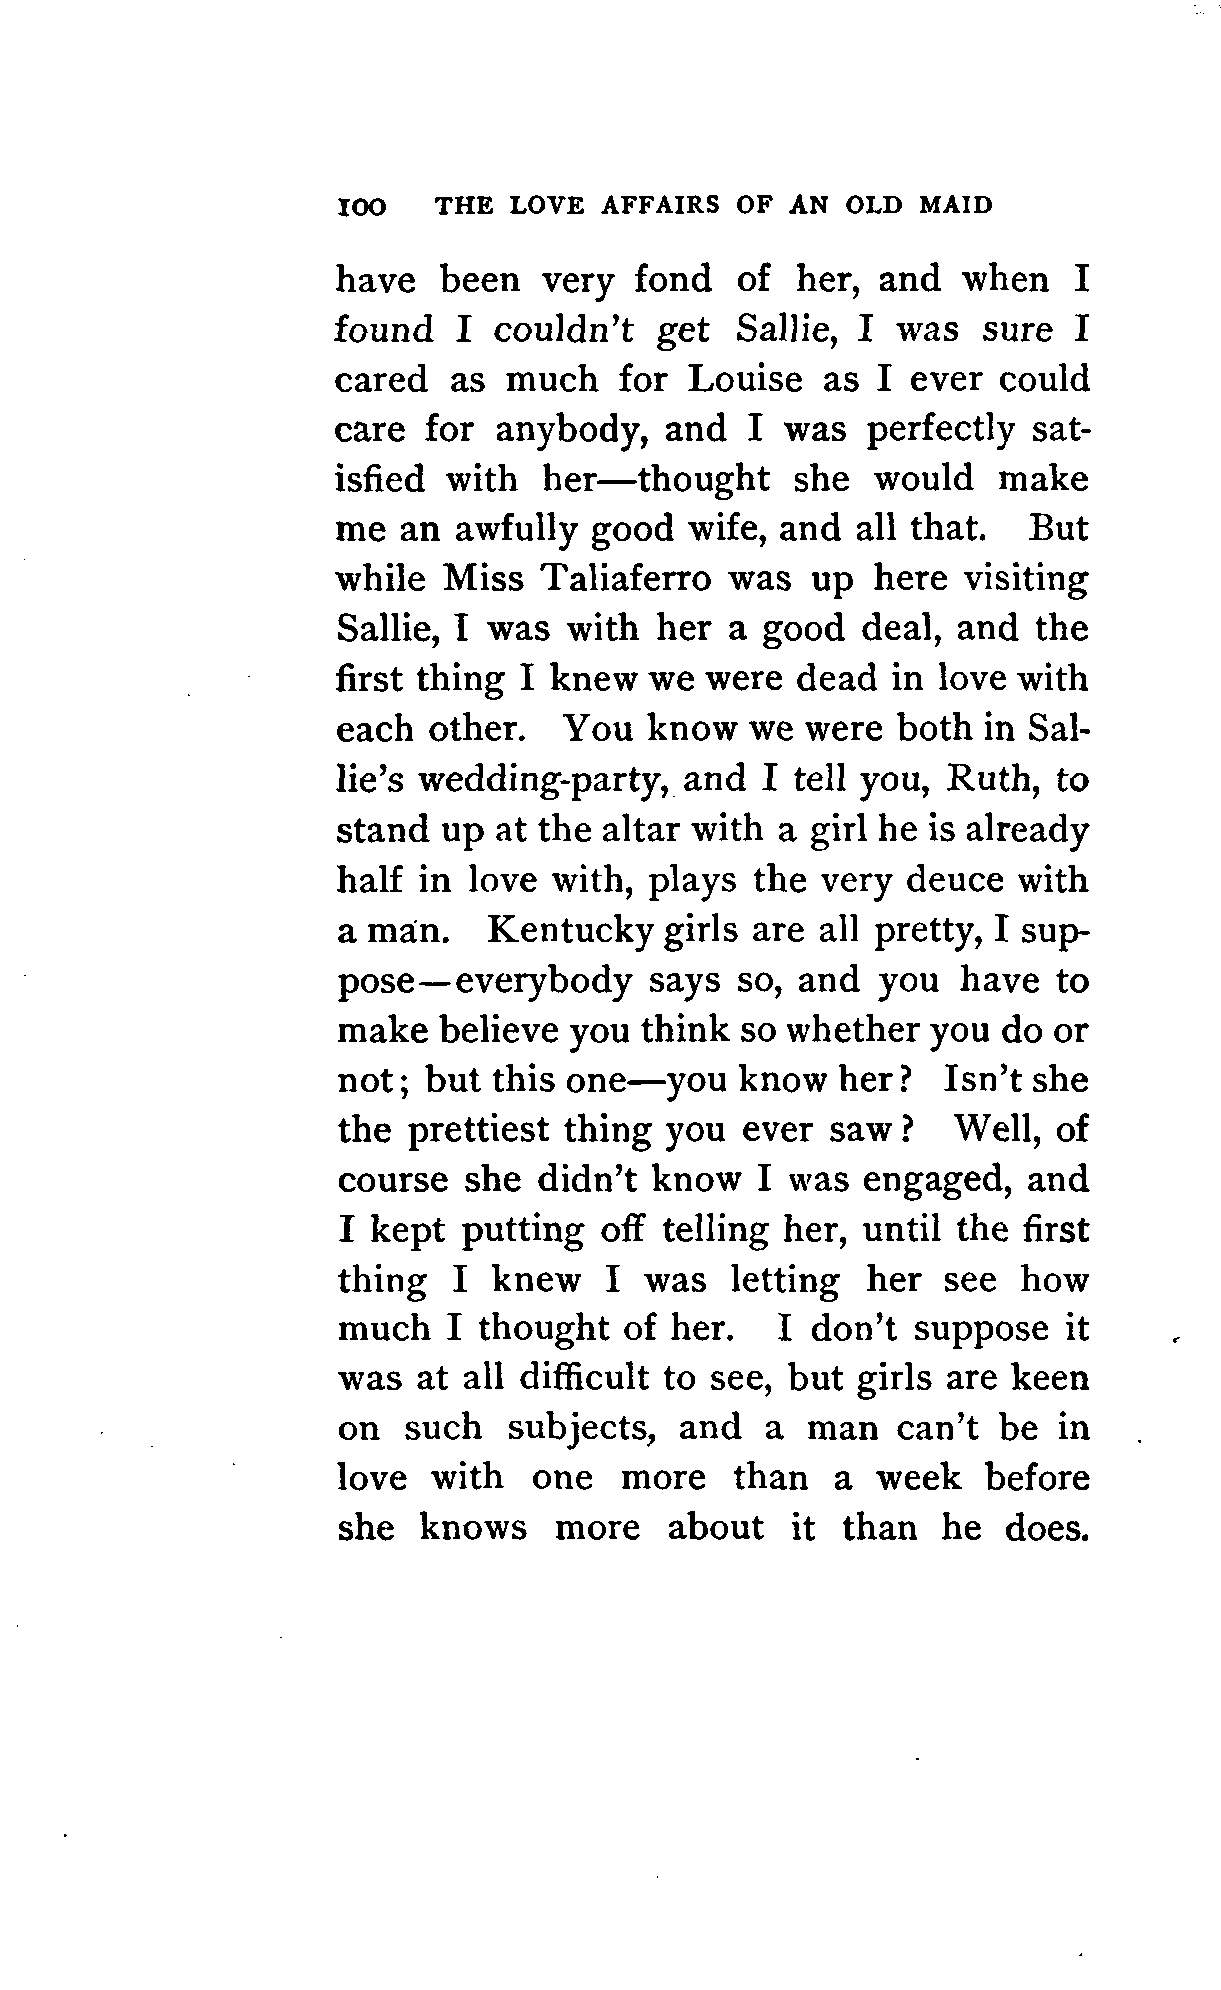 100 THE LOVE AFFAIRS OF AN OLD MAID
have been very fond of her, and when I
found I couldn't get Sallie, I was sure I
cared as much for Louise as I ever could
care for anybody, and I was perfectly sat-
isfied with her—thought she would make
me an awfully good wife, and all that. But
while Miss Taliaferro was up here visiting
Sallie, I was with her a good deal, and the
first thing I knew we were dead in love with
each other. You know we were both in Sal-
lie's wedding-party, and I tell you, Ruth, to
stand up at the altar with a girl he is already
half in love with, plays the very deuce with
a man. Kentucky girls are all pretty, I sup-
pose—everybody says so, and you have to
make believe you think so whether you do or
not; but this one—you know her? Isn't she
the prettiest thing you ever saw? Well, of
course she didn't know I was engaged, and
I kept putting off telling her, until the first
thing I knew I was letting her see how
much I thought of her. I don't suppose it
was at all difficult to see, but girls are keen
on such subjects, and a man can't be in
love with one more than a week before
she knows more about it than he does.